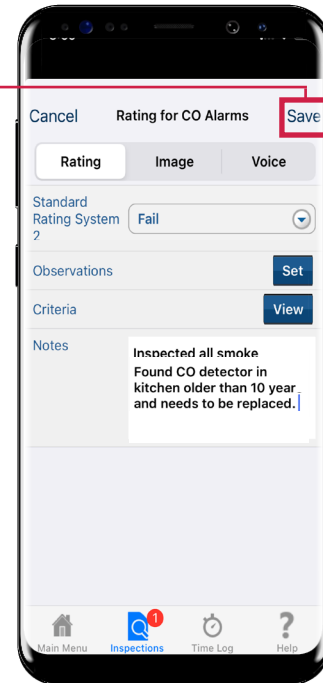 Cancel Rating for CO Alarms Save
Rating Image Voice
Standard
Rating System
2
Fail
Observations Set
Criteria View
Notes
Inspected all smoke
Found CO detector in
kitchen older than 10 year
and needs to be replaced.
1
Main Menu Inspections Time Log Help